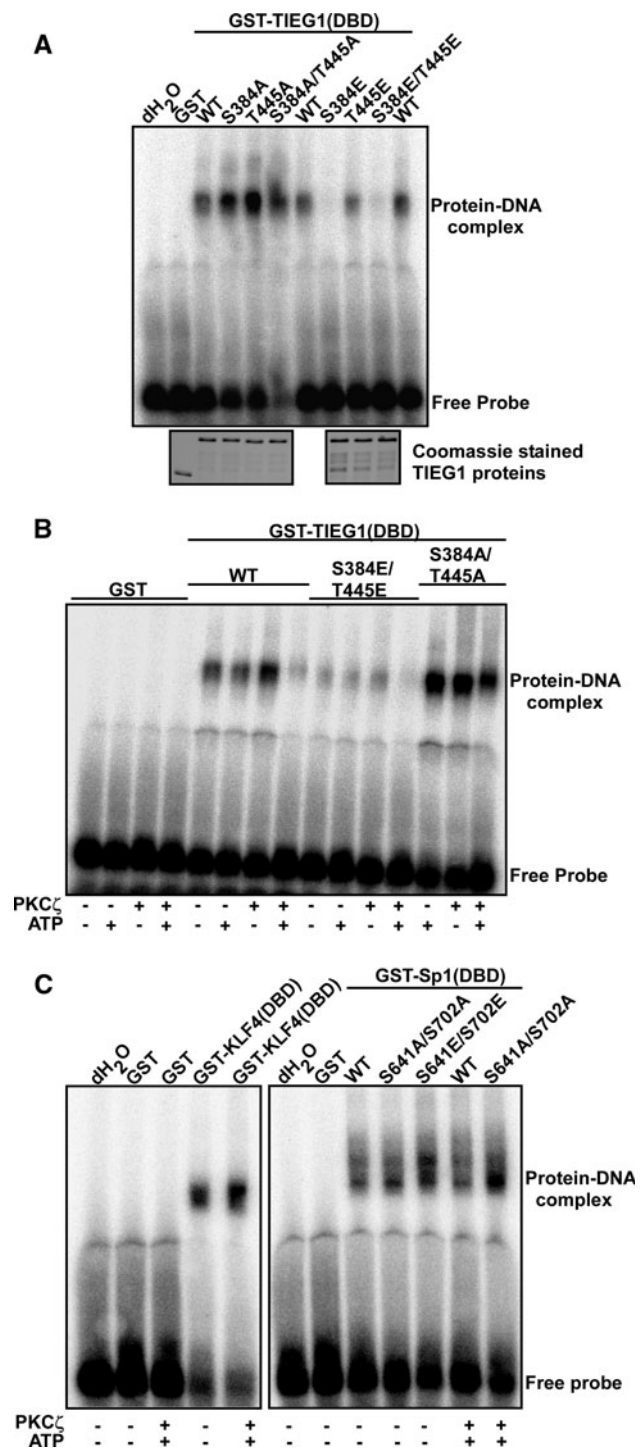 A
GST-TIEG1(DBD)
dH2O GST WT S384A T445A S384A/T445A WT S384E T445E S384E/T445E WT
Protein-DNA
complex
Free Probe
Coomassie stained
TIEG1 proteins
B
GST-TIEG1(DBD)
GST WT S384E/ T445E S384A/ T445A
Protein-DNA
complex
Free Probe
PKCζ - - + + - - + + - - + + - + +
ATP - + - + - + - + - + - + + - +
C
GST-Sp1(DBD)
dH2O GST GST GST-KLF4(DBD) GST-KLF4(DBD) dH2O GST WT S641A/S702A S641E/S702E WT S641A/S702A
Protein-DNA
complex
Free probe
PKCζ - - + - + - - - - - + +
ATP - - + - + - - - - - + +